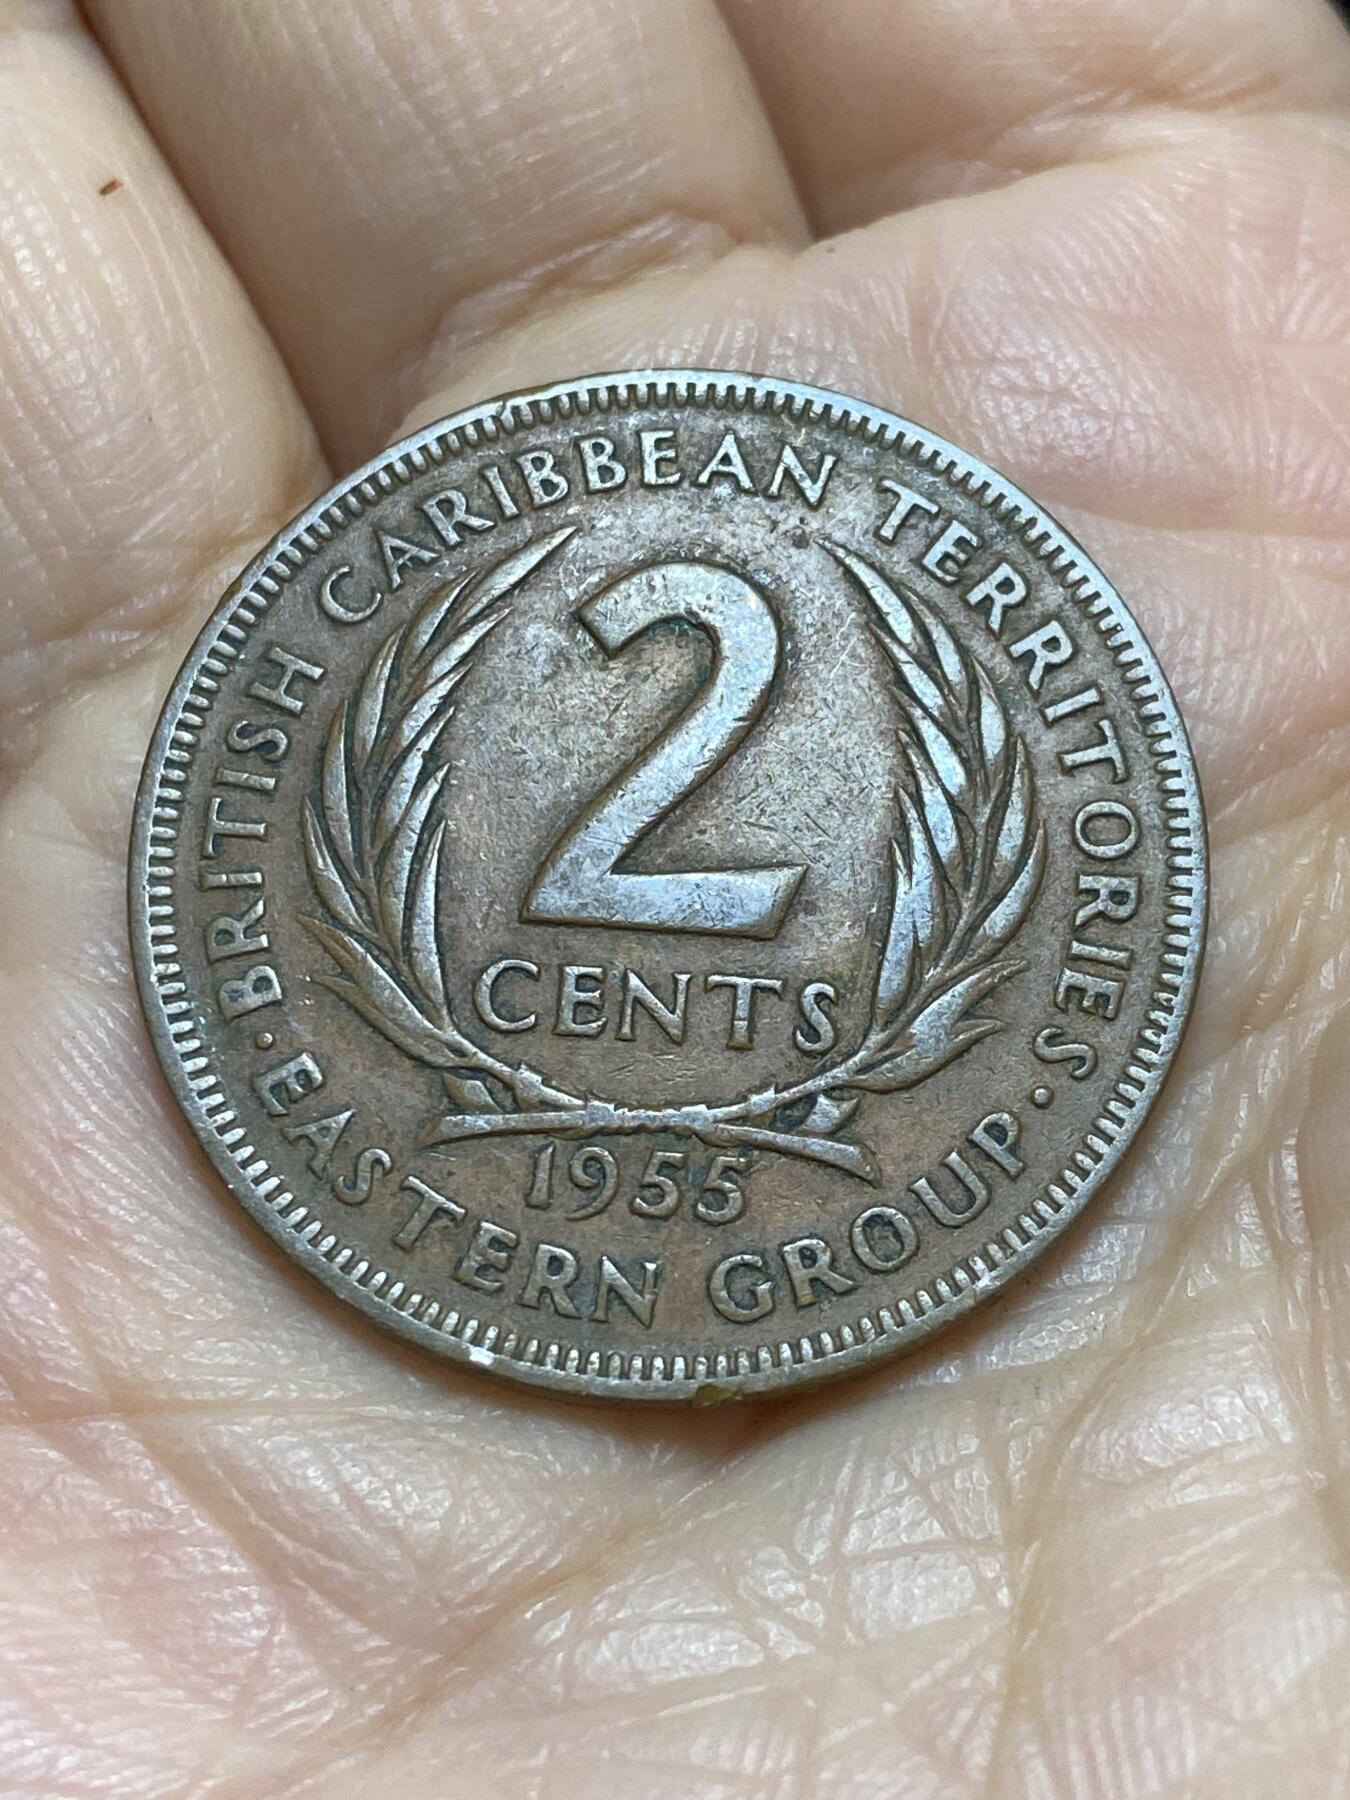 BRITISH CARIBBEAN TERRITORIES
2
CENTS
1955
· EASTERN GROUP ·